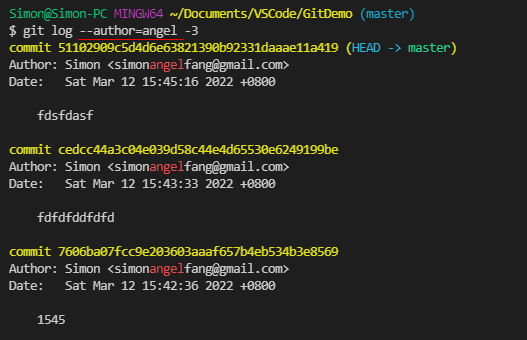 Simon@Simon-PC MINGW64 ~/Documents/VSCode/GitDemo (master)
$ git log --author=angel -3
commit 51102909c5d4d6e63821390b92331daaae11a419 (HEAD -> master)
Author: Simon <simonangelfang@gmail.com>
Date:   Sat Mar 12 15:45:16 2022 +0800
fdsfdasf
commit cedcc44a3c04e039d58c44e4d65530e6249199be
Author: Simon <simonangelfang@gmail.com>
Date:   Sat Mar 12 15:43:33 2022 +0800
fdfdfddfdfd
commit 7606ba07fcc9e203603aaaf657b4eb534b3e8569
Author: Simon <simonangelfang@gmail.com>
Date:   Sat Mar 12 15:42:36 2022 +0800
1545